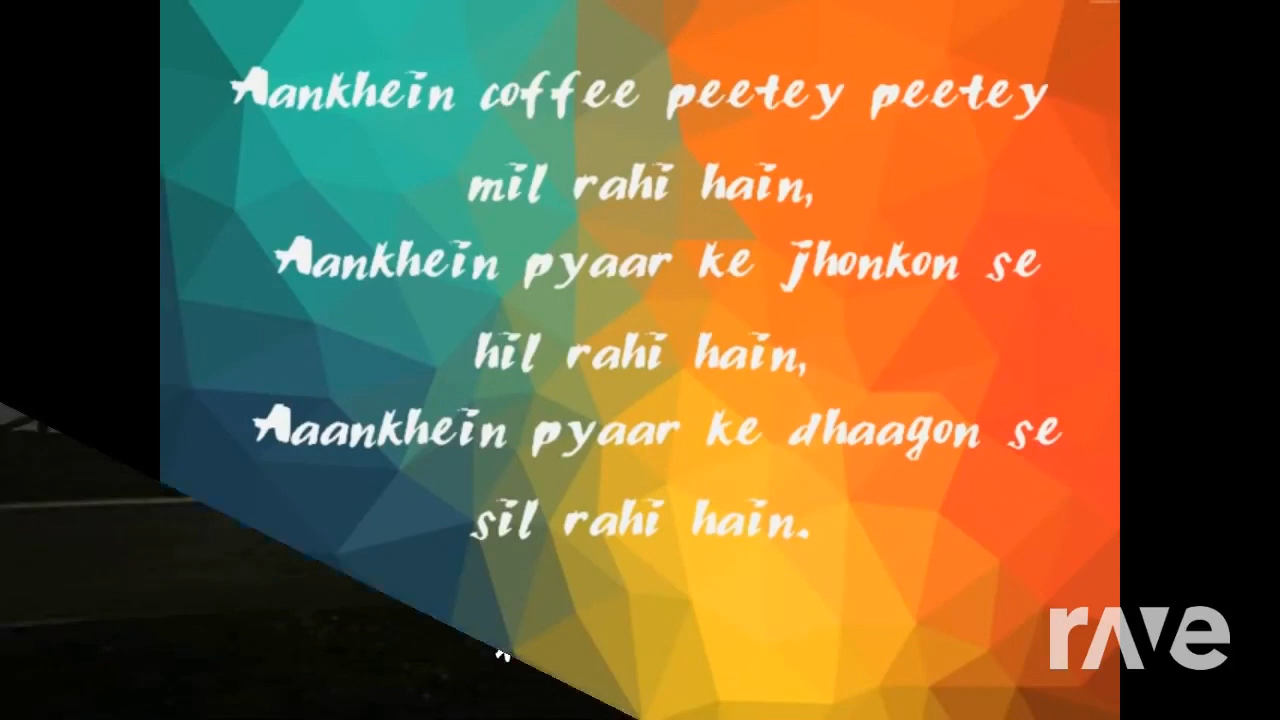 Aankhein coffee peetey peetey
mil rahi hain,
Aankhein pyaar ke jhonkon se
hil rahi hain,
Aaankhein pyaar ke dhaagon se
sil rahi hain.
rave